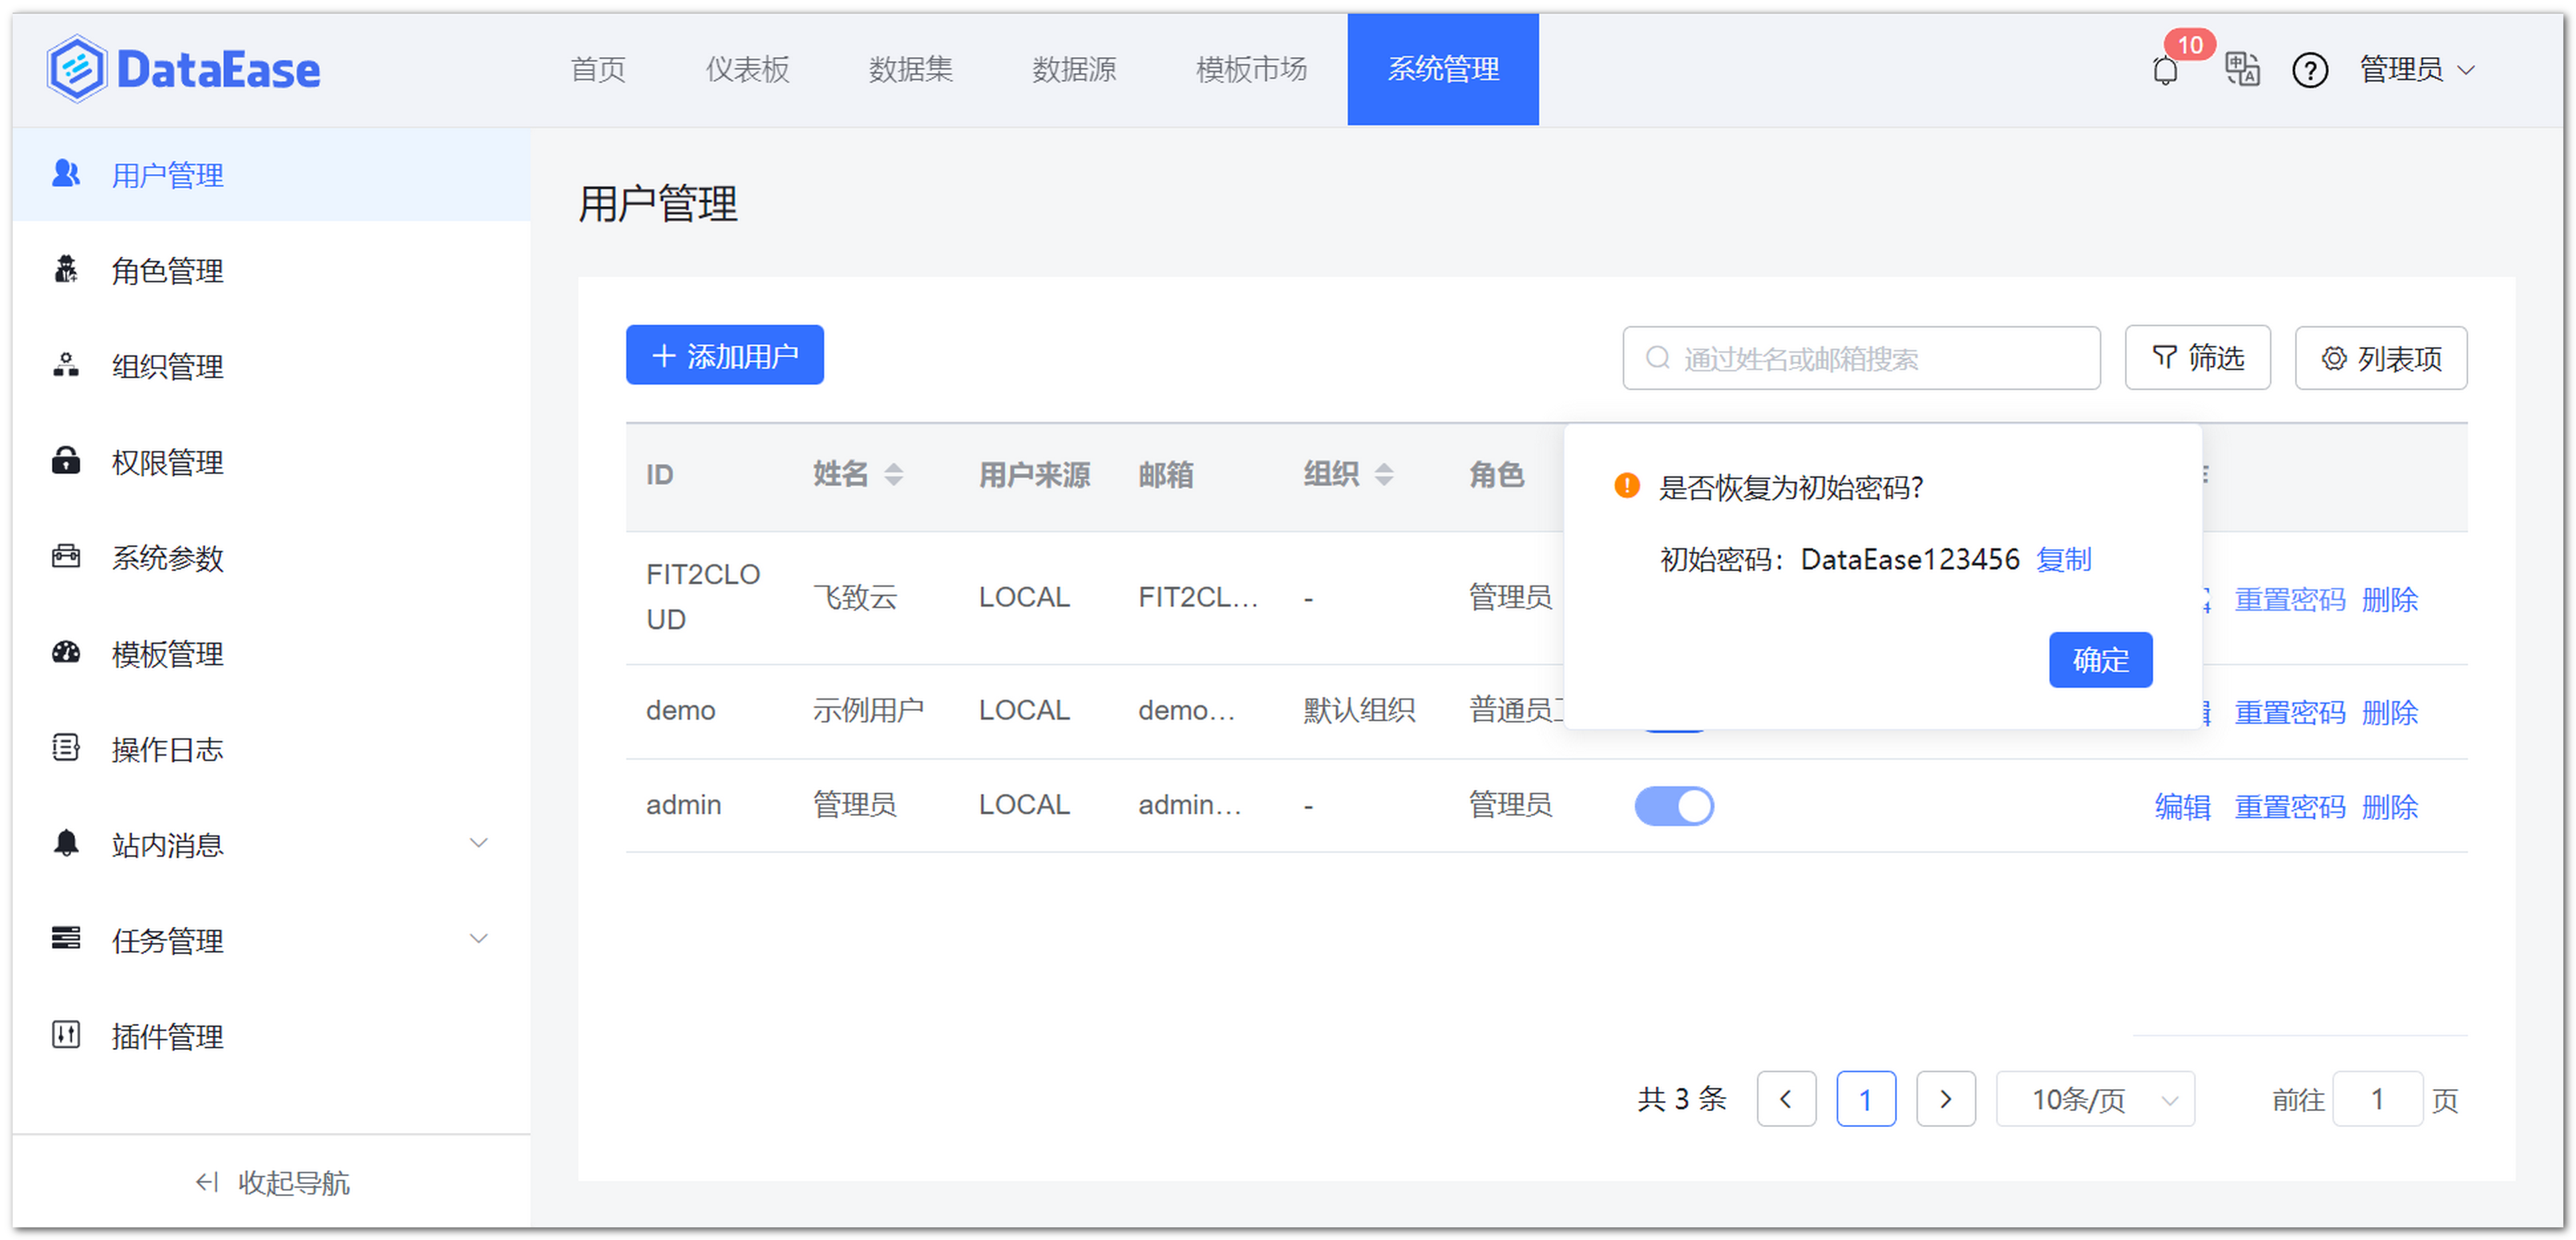 DataEase 首页 仪表板 数据集 数据源 模板市场 系统管理 10 管理员
用户管理
角色管理
组织管理
权限管理
系统参数
模板管理
操作日志
站内消息
任务管理
插件管理
收起导航
用户管理
添加用户 通过姓名或邮箱搜索 筛选 列表项
ID 姓名 用户来源 邮箱 组织 角色
FIT2CLO
UD 飞致云 LOCAL FIT2CL... - 管理员 重置密码 删除
demo 示例用户 LOCAL demo... 默认组织 普通员 重置密码 删除
admin 管理员 LOCAL admin... - 管理员 编辑 重置密码 删除
是否恢复为初始密码?
初始密码：DataEase123456 复制
确定
共 3 条 1 10条/页 前往 1 页